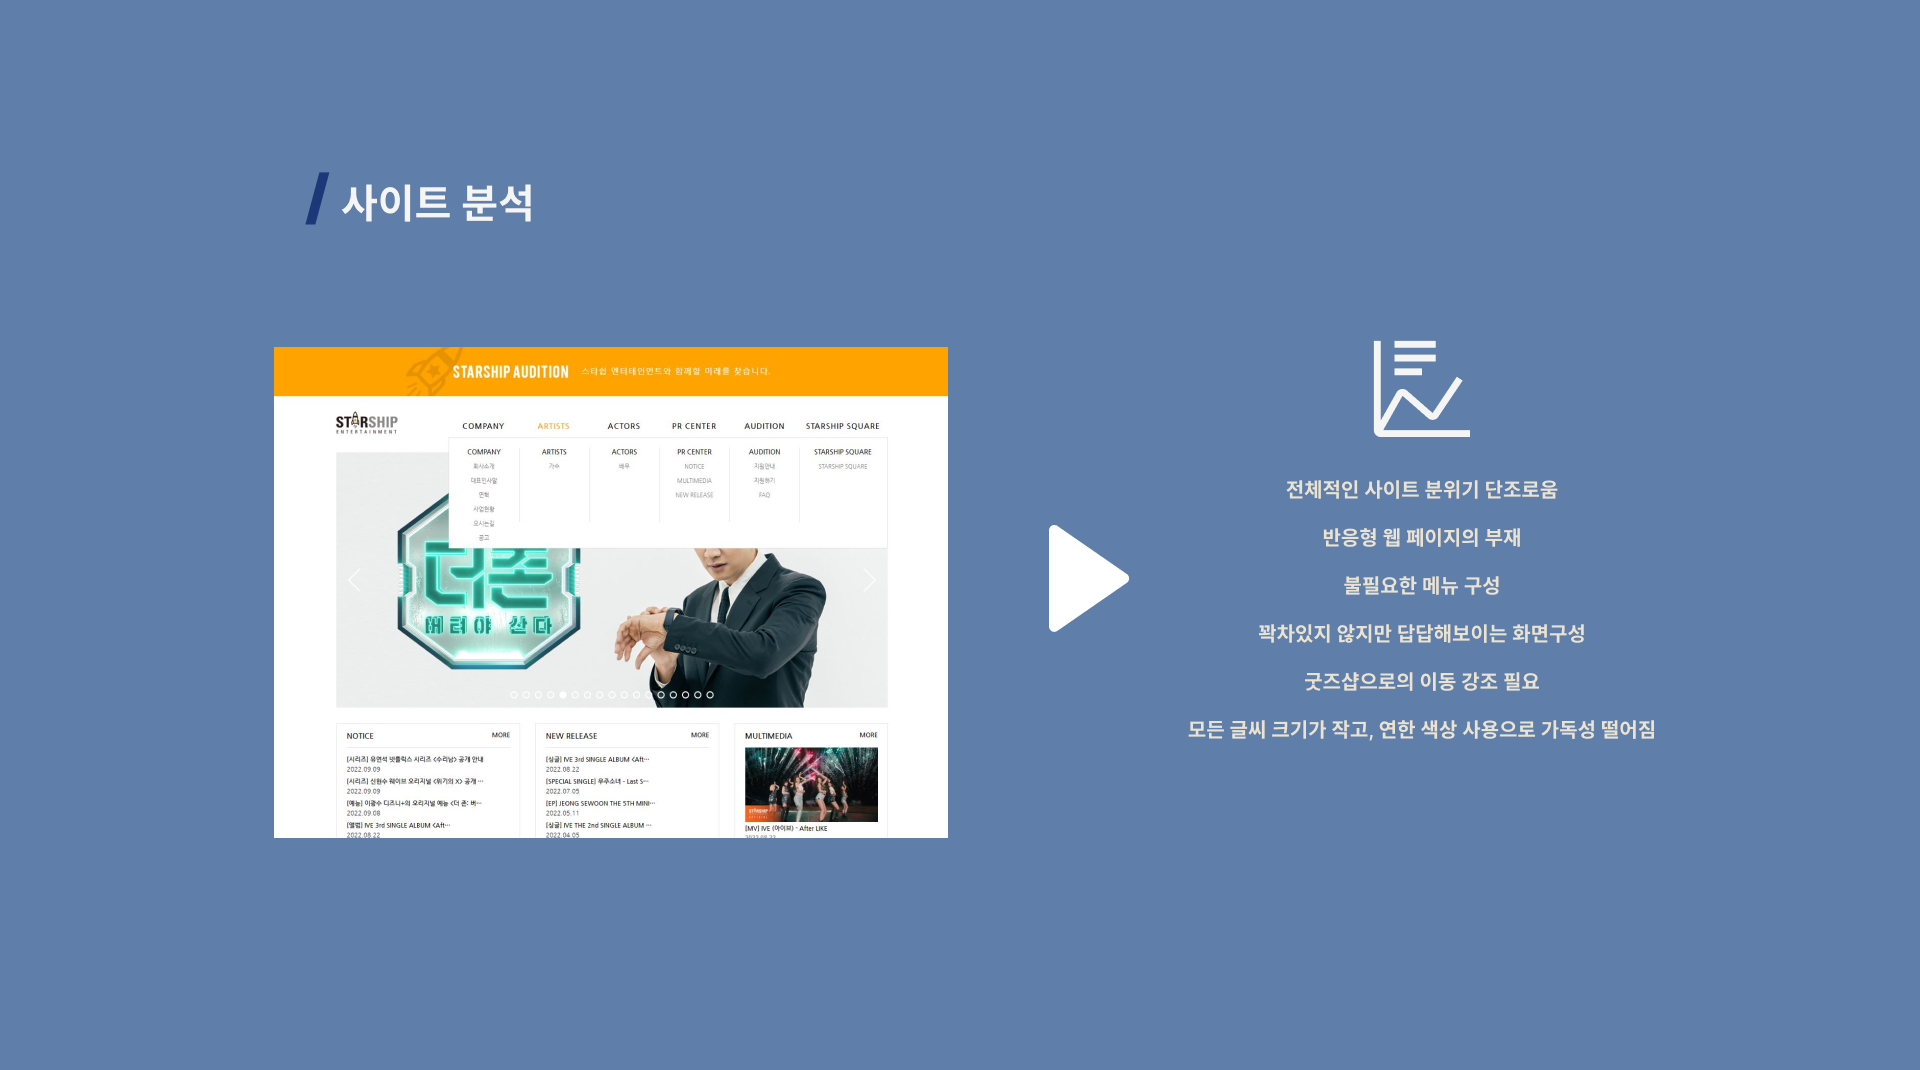 사이트 분석
STARSHIP AUDITION 스타쉽 엔터테인먼트와 함께할 미래를 찾습니다.
STARSHIP
ENTERTAINMENT
COMPANY ARTISTS ACTORS PR CENTER AUDITION STARSHIP SQUARE
COMPANY ARTISTS ACTORS PR CENTER AUDITION STARSHIP SQUARE
회사소개 가수 배우 NOTICE 지원안내 STARSHIP SQUARE
대표인사말 MULTIMEDIA 지원하기
연혁 NEW RELEASE FAQ
사업현황
오시는길
공고
더존
버텨야 산다
NOTICE MORE
[시리즈] 유연석 넷플릭스 시리즈 <수리남> 공개 안내
2022.09.09
[시리즈] 신현수 웨이브 오리지널 <위기의 X> 공개 ···
2022.09.09
[예능] 이광수 디즈니+의 오리지널 예능 <더 존: 버···
2022.09.08
[앨범] IVE 3rd SINGLE ALBUM <Aft···
2022.08.22
NEW RELEASE MORE
[싱글] IVE 3rd SINGLE ALBUM <Aft···
2022.08.22
[SPECIAL SINGLE] 우주소녀 - Last S···
2022.07.05
[EP] JEONG SEWOON THE 5TH MINI···
2022.05.11
[싱글] IVE THE 2nd SINGLE ALBUM ···
2022.04.05
MULTIMEDIA MORE
STARSHIP
[MV] IVE (아이브) - After LIKE
전체적인 사이트 분위기 단조로움
반응형 웹 페이지의 부재
불필요한 메뉴 구성
꽉차있지 않지만 답답해보이는 화면구성
굿즈샵으로의 이동 강조 필요
모든 글씨 크기가 작고, 연한 색상 사용으로 가독성 떨어짐